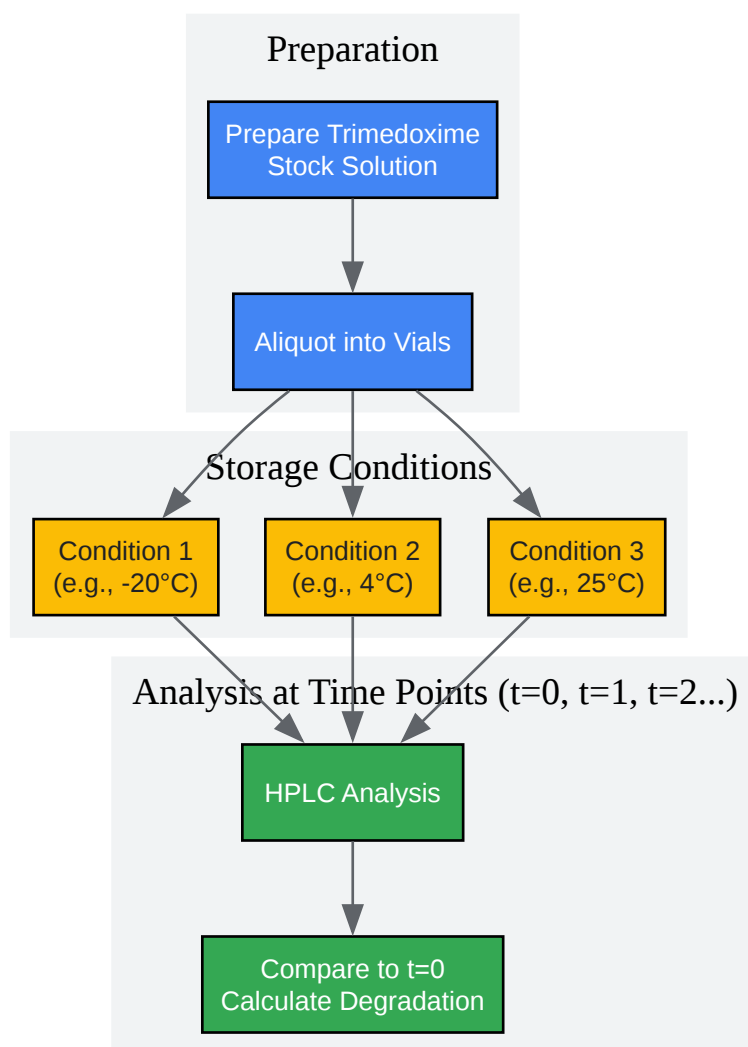 Preparation
Prepare Trimedoxime
Stock Solution
Aliquot into Vials
Storage Conditions
Condition 1
(e.g., -20°C)
Condition 2
(e.g., 4°C)
Condition 3
(e.g., 25°C)
Analysis at Time Points (t=0, t=1, t=2...)
HPLC Analysis
Compare to t=0
Calculate Degradation